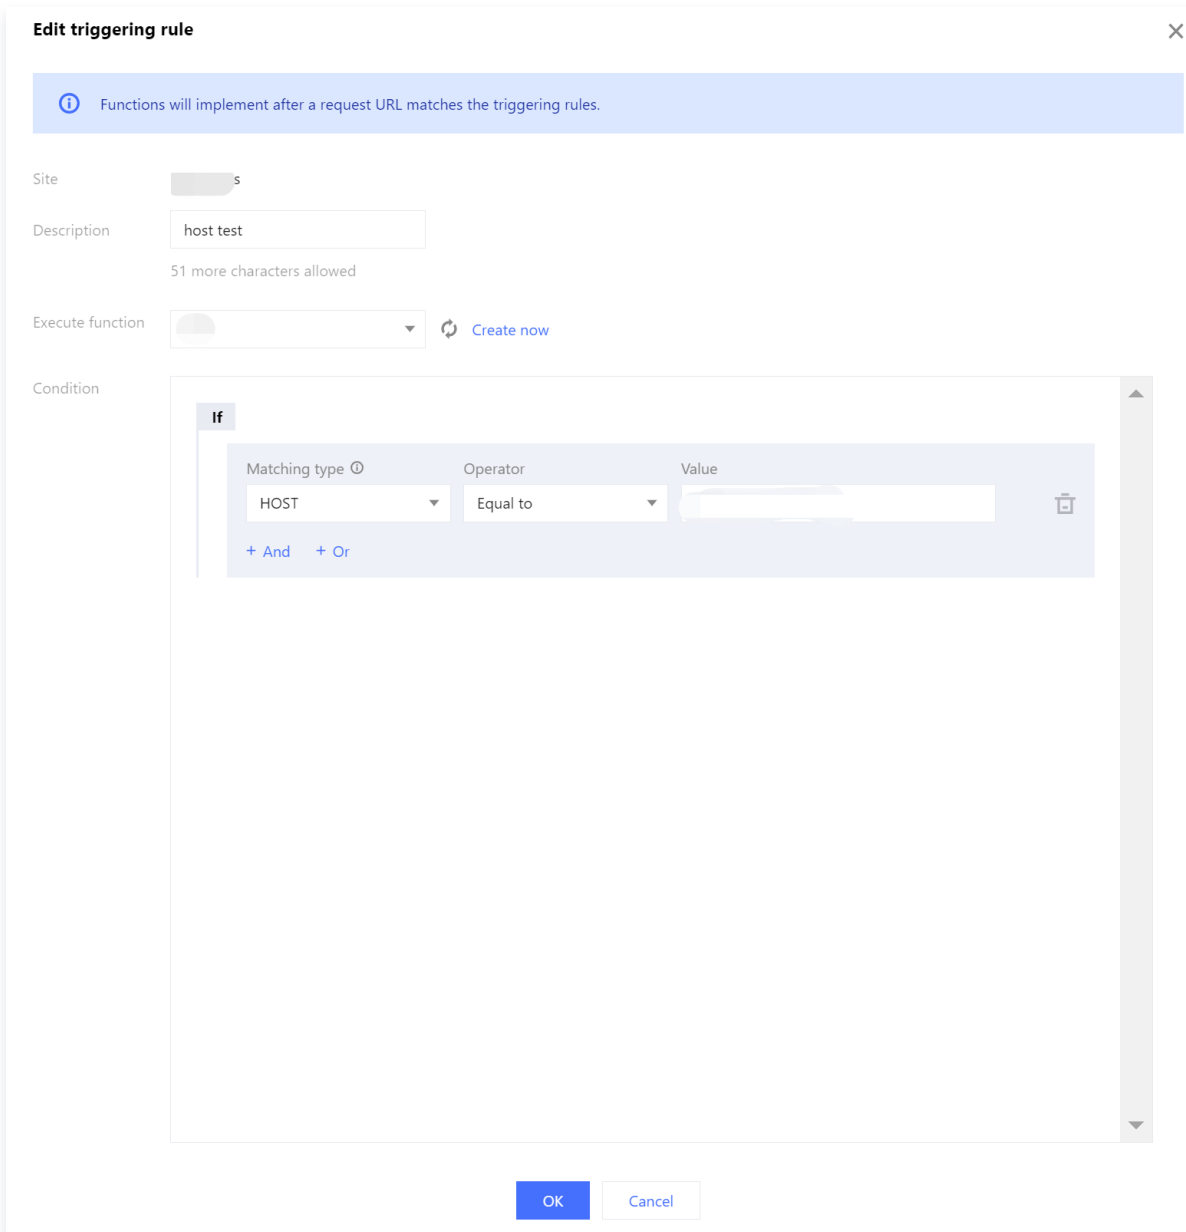 Edit triggering rule
Functions will implement after a request URL matches the triggering rules.
Site s
Description host test
51 more characters allowed
Execute function Create now
Condition
If
Matching type Operator Value
HOST Equal to
+ And + Or
OK Cancel